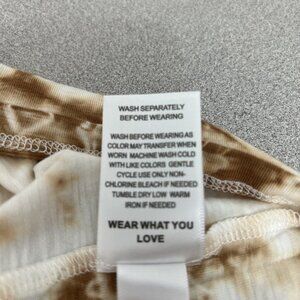 WASH SEPARATELY
BEFORE WEARING
WASH BEFORE WEARING AS
COLOR MAY TRANSFER WHEN
WORN MACHINE WASH COLD
WITH LIKE COLORS GENTLE
CYCLE USE ONLY NON-
CHLORINE BLEACH IF NEEDED
TUMBLE DRY LOW WARM
IRON IF NEEDED
WEAR WHAT YOU
LOVE